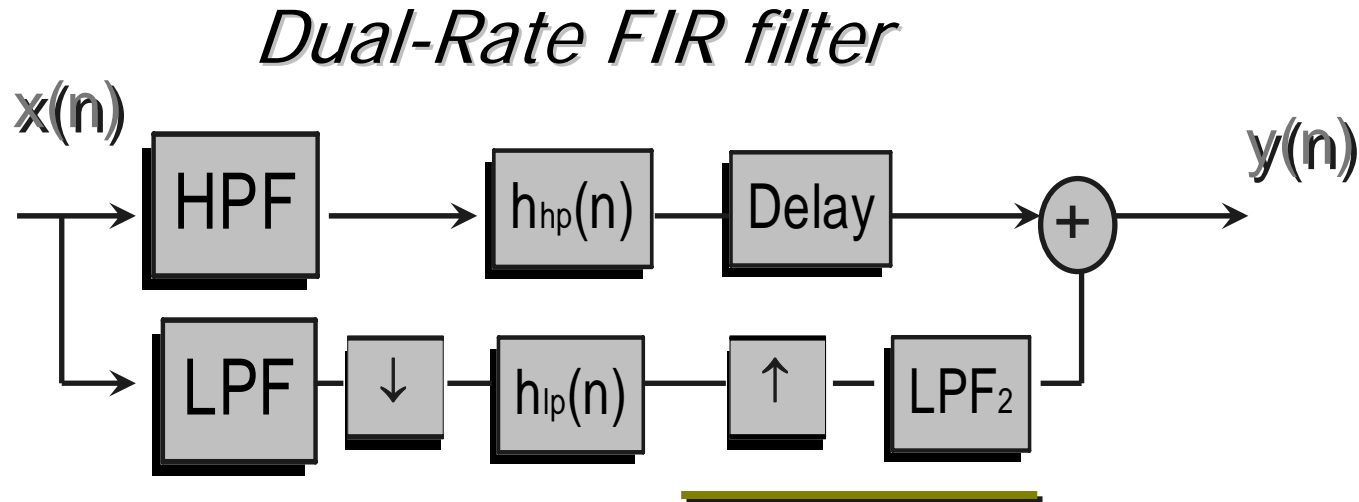 Dual-Rate FIR filter
x(n)
y(n)
HPF
hhp(n)
Delay
+
LPF
↓
hlp(n)
↑
LPF2